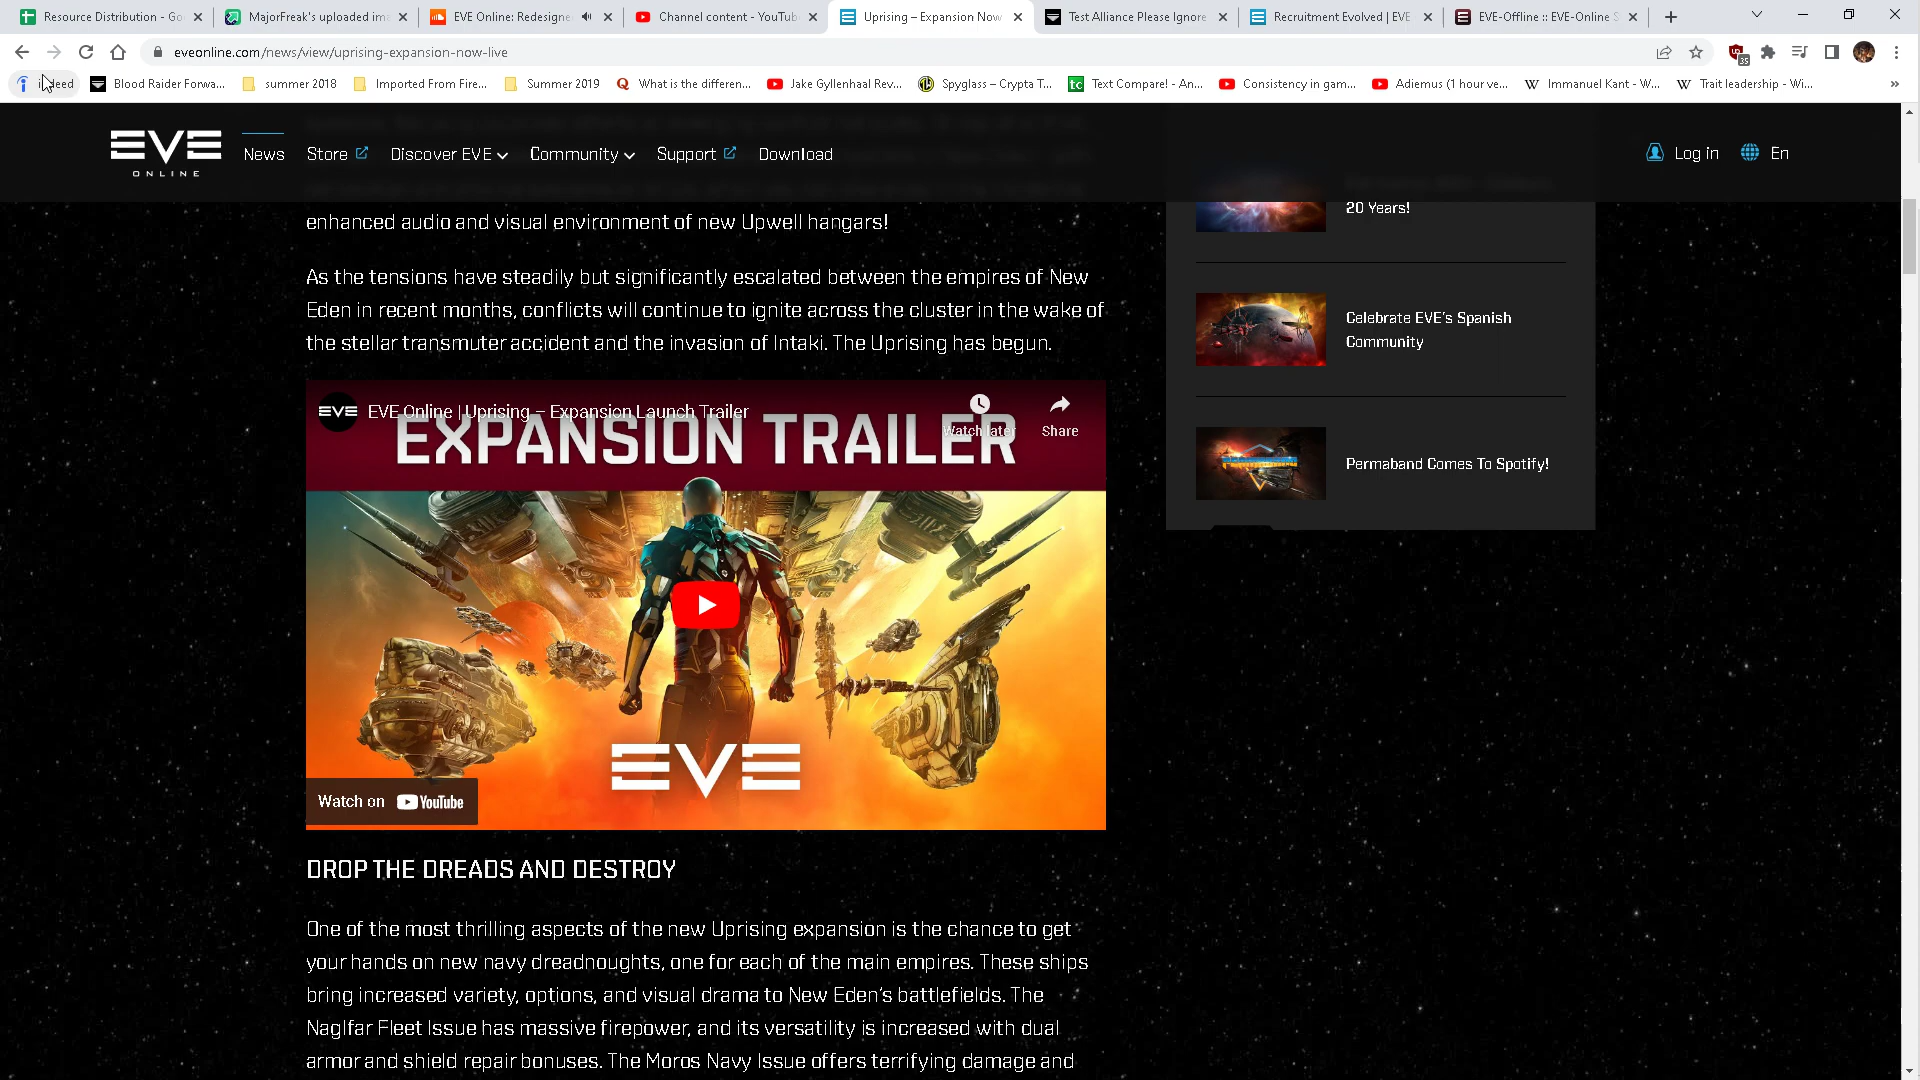 Resource Distribution - Go
MajorFreak's uploaded im
EVE Online: Redesigne
Channel content - YouTub
Uprising – Expansion Now
Test Alliance Please Ignore
Recruitment Evolved | EVE
EVE-Offline :: EVE-Online S
eveonline.com/news/view/uprising-expansion-now-live
35
Blood Raider Forwa...
summer 2018
Imported From Fire...
Summer 2019
What is the differen...
Jake Gyllenhaal Rev...
Spyglass – Crypta T...
Text Compare! - An...
Consistency in gam...
Adiemus (1 hour ve...
Immanuel Kant - W...
Trait leadership - Wi...
EVE
ONLINE
News
Store
Discover EVE
Community
Support
Download
Log in
En
enhanced audio and visual environment of new Upwell hangars!
As the tensions have steadily but significantly escalated between the empires of New
Eden in recent months, conflicts will continue to ignite across the cluster in the wake of
the stellar transmuter accident and the invasion of Intaki. The Uprising has begun.
EVE
EVE Online | Uprising – Expansion Launch Trailer
Watch later
Share
EXPANSION TRAILER
EVE
Watch on YouTube
DROP THE DREADS AND DESTROY
One of the most thrilling aspects of the new Uprising expansion is the chance to get
your hands on new navy dreadnoughts, one for each of the main empires. These ships
bring increased variety, options, and visual drama to New Eden's battlefields. The
Naglfar Fleet Issue has massive firepower, and its versatility is increased with dual
armor and shield repair bonuses. The Moros Navy Issue offers terrifying damage and
20 Years!
Celebrate EVE's Spanish
Community
Permaband Comes To Spotify!